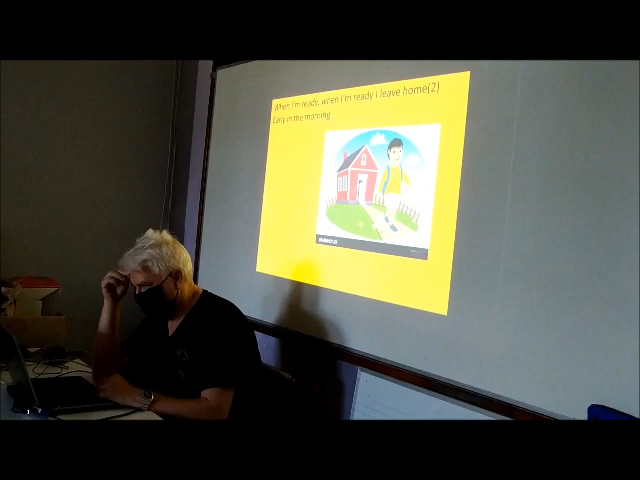 When I'm ready, when I'm ready I leave home(2)
Early in the morning